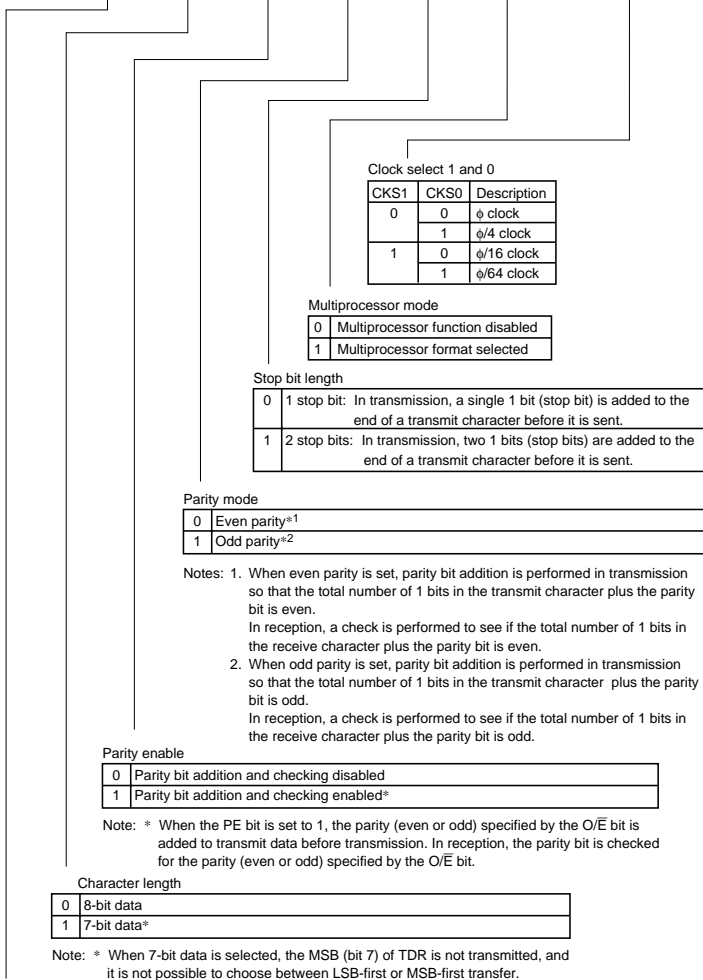 Clock select 1 and 0
CKS1 CKS0 Description
0 0 ϕ clock
1 ϕ/4 clock
1 0 ϕ/16 clock
1 ϕ/64 clock
Multiprocessor mode
0 Multiprocessor function disabled
1 Multiprocessor format selected
Stop bit length
0 1 stop bit: In transmission, a single 1 bit (stop bit) is added to the
end of a transmit character before it is sent.
1 2 stop bits: In transmission, two 1 bits (stop bits) are added to the
end of a transmit character before it is sent.
Parity mode
0 Even parity*1
1 Odd parity*2
Notes: 1. When even parity is set, parity bit addition is performed in transmission
so that the total number of 1 bits in the transmit character plus the parity
bit is even.
In reception, a check is performed to see if the total number of 1 bits in
the receive character plus the parity bit is even.
2. When odd parity is set, parity bit addition is performed in transmission
so that the total number of 1 bits in the transmit character plus the parity
bit is odd.
In reception, a check is performed to see if the total number of 1 bits in
the receive character plus the parity bit is odd.
Parity enable
0 Parity bit addition and checking disabled
1 Parity bit addition and checking enabled*
Note: * When the PE bit is set to 1, the parity (even or odd) specified by the O/E̅ bit is
added to transmit data before transmission. In reception, the parity bit is checked
for the parity (even or odd) specified by the O/E̅ bit.
Character length
0 8-bit data
1 7-bit data*
Note: * When 7-bit data is selected, the MSB (bit 7) of TDR is not transmitted, and
it is not possible to choose between LSB-first or MSB-first transfer.